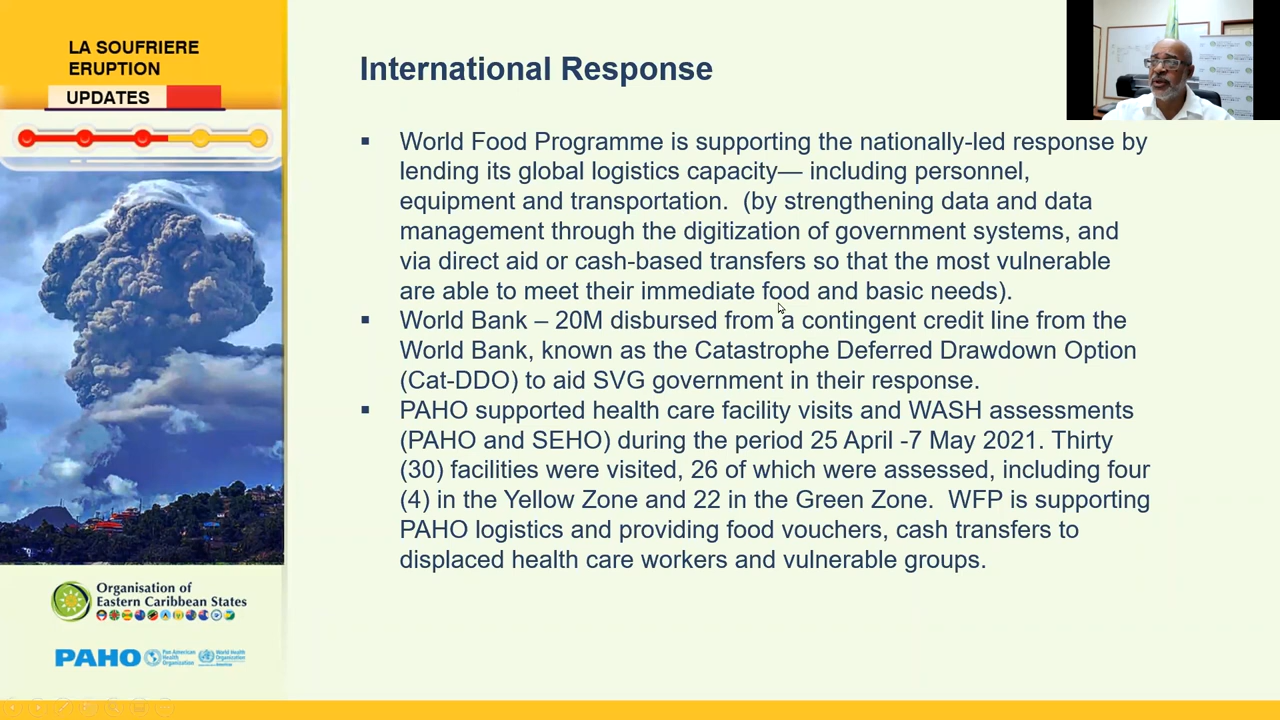 LA SOUFRIERE
ERUPTION
UPDATES
International Response
▪ World Food Programme is supporting the nationally-led response by
lending its global logistics capacity— including personnel,
equipment and transportation.  (by strengthening data and data
management through the digitization of government systems, and
via direct aid or cash-based transfers so that the most vulnerable
are able to meet their immediate food and basic needs).
▪ World Bank – 20M disbursed from a contingent credit line from the
World Bank, known as the Catastrophe Deferred Drawdown Option
(Cat-DDO) to aid SVG government in their response.
▪ PAHO supported health care facility visits and WASH assessments
(PAHO and SEHO) during the period 25 April -7 May 2021. Thirty
(30) facilities were visited, 26 of which were assessed, including four
(4) in the Yellow Zone and 22 in the Green Zone.  WFP is supporting
PAHO logistics and providing food vouchers, cash transfers to
displaced health care workers and vulnerable groups.
Organisation of
Eastern Caribbean States
PAHO
Pan American
Health
Organization
World Health
Organization